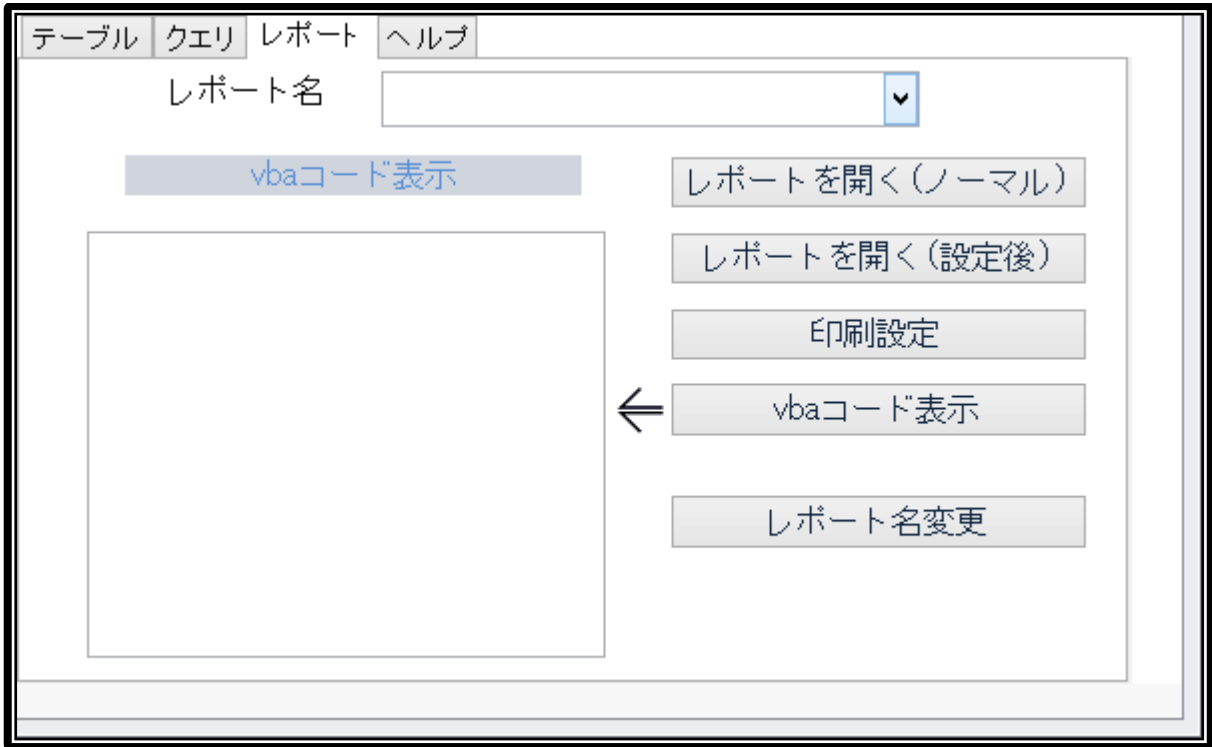 テーブル クエリ レポート ヘルプ
レポート名
vbaコード表示
レポートを開く(ノーマル)
レポートを開く(設定後)
印刷設定
← vbaコード表示
レポート名変更